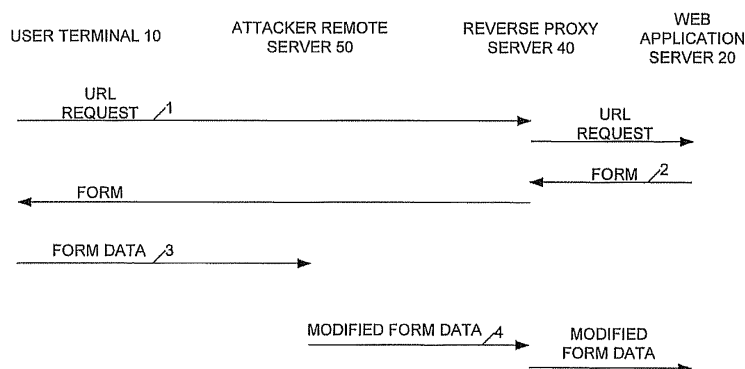 USER TERMINAL 10
ATTACKER REMOTE
SERVER 50
REVERSE PROXY
SERVER 40
WEB
APPLICATION
SERVER 20
URL
REQUEST 1
URL
REQUEST
FORM 2
FORM
FORM DATA 3
MODIFIED FORM DATA 4
MODIFIED
FORM DATA